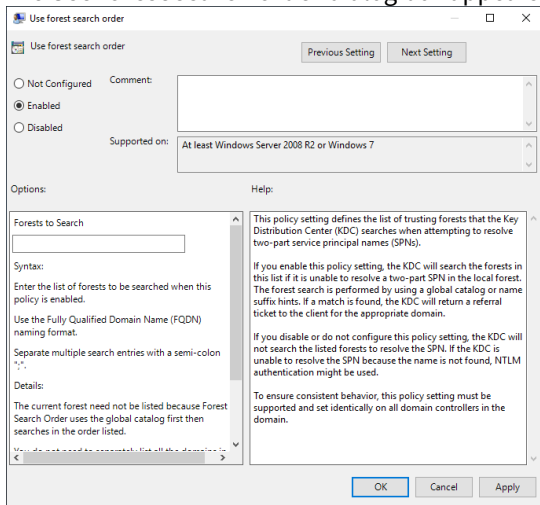 Use forest search order
Use forest search order
Previous Setting
Next Setting
Not Configured
Comment:
Enabled
Disabled
Supported on:
At least Windows Server 2008 R2 or Windows 7
Options:
Help:
Forests to Search
Syntax:
Enter the list of forests to be searched when this
policy is enabled.
Use the Fully Qualified Domain Name (FQDN)
naming format.
Separate multiple search entries with a semi-colon
";".
Details:
The current forest need not be listed because Forest
Search Order uses the global catalog first then
searches in the order listed.
You do not need to separately list all the domains in
This policy setting defines the list of trusting forests that the Key
Distribution Center (KDC) searches when attempting to resolve
two-part service principal names (SPNs).
If you enable this policy setting, the KDC will search the forests in
this list if it is unable to resolve a two-part SPN in the local forest.
The forest search is performed by using a global catalog or name
suffix hints. If a match is found, the KDC will return a referral
ticket to the client for the appropriate domain.
If you disable or do not configure this policy setting, the KDC will
not search the listed forests to resolve the SPN. If the KDC is
unable to resolve the SPN because the name is not found, NTLM
authentication might be used.
To ensure consistent behavior, this policy setting must be
supported and set identically on all domain controllers in the
domain.
OK
Cancel
Apply